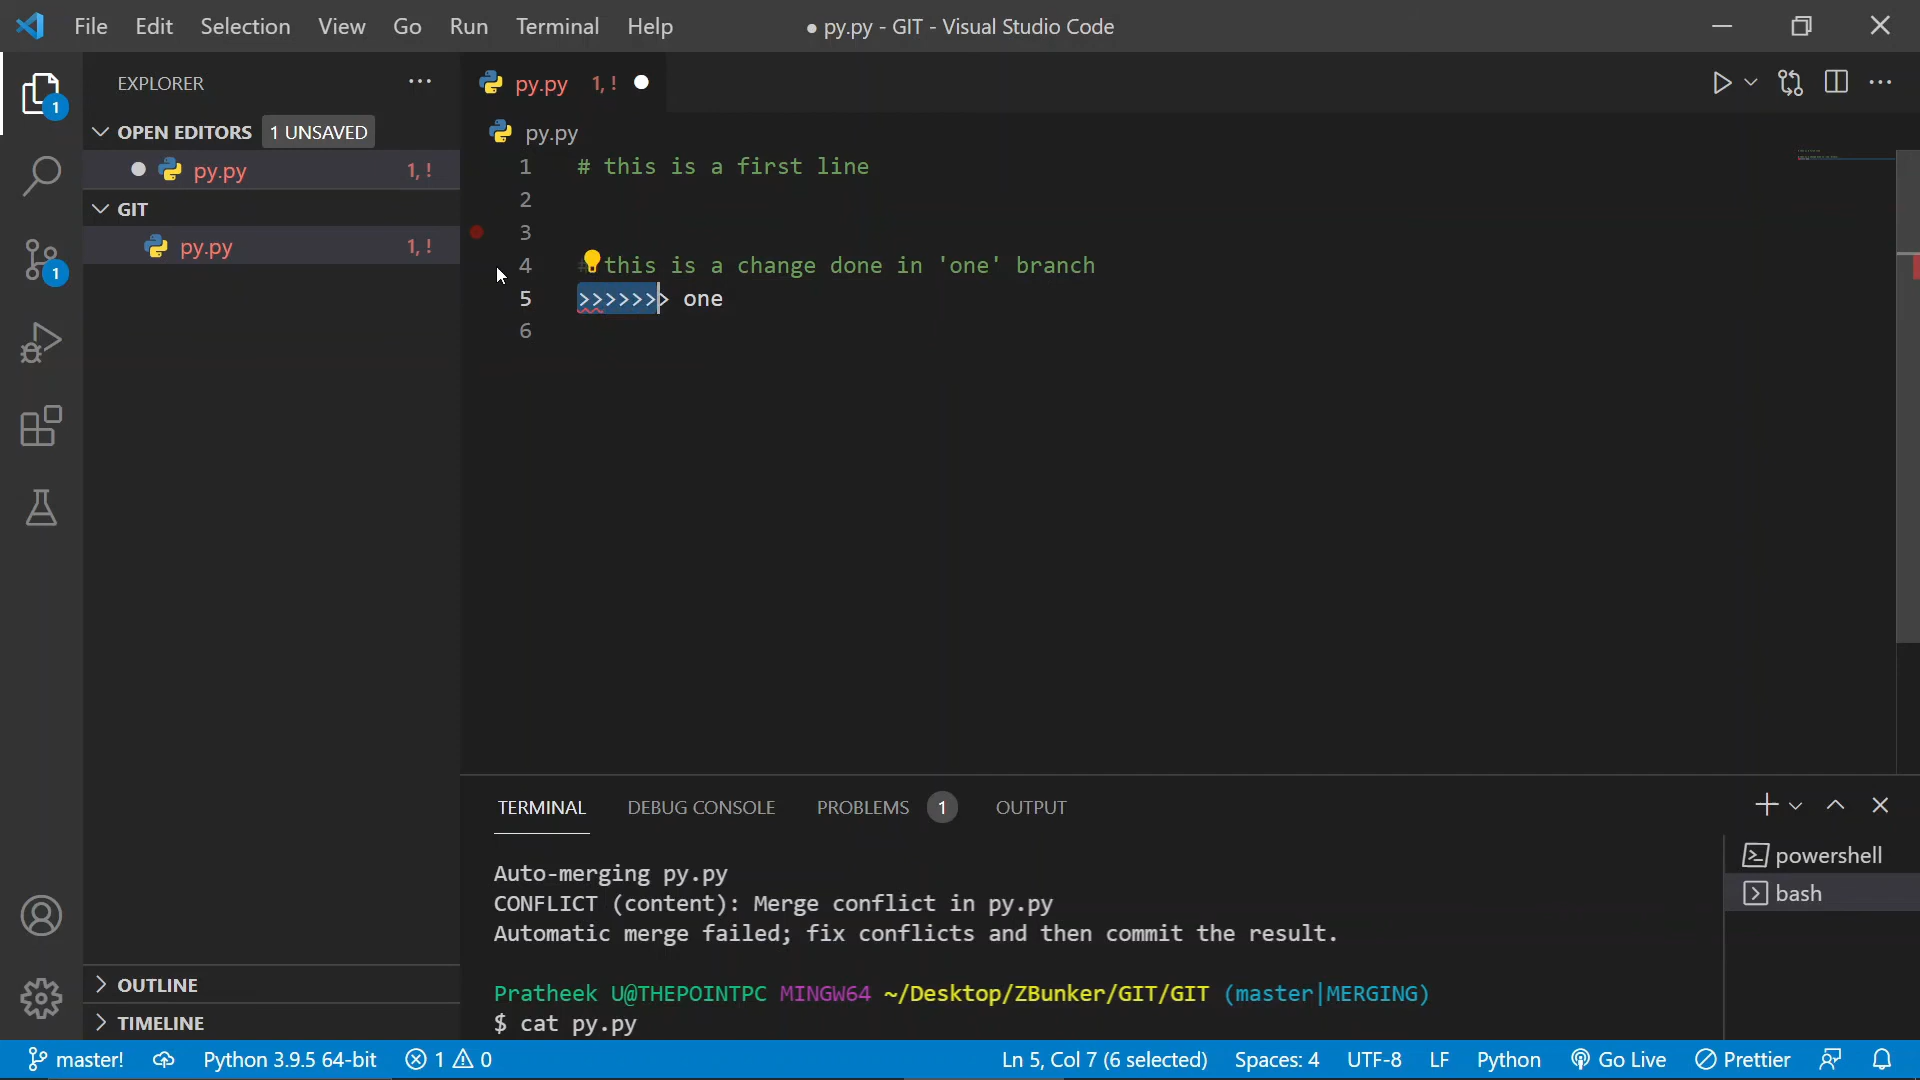 File Edit Selection View Go Run Terminal Help ● py.py - GIT - Visual Studio Code
EXPLORER ···
py.py 1, !
1
OPEN EDITORS 1 UNSAVED
py.py
py.py 1, !
1 # this is a first line
2
GIT
3
py.py 1, !
4 # this is a change done in 'one' branch
1
5 >>>>>>> one
6
TERMINAL DEBUG CONSOLE PROBLEMS 1 OUTPUT
powershell
bash
Auto-merging py.py
CONFLICT (content): Merge conflict in py.py
Automatic merge failed; fix conflicts and then commit the result.
Pratheek U@THEPOINTPC MINGW64 ~/Desktop/ZBunker/GIT/GIT (master|MERGING)
$ cat py.py
OUTLINE
TIMELINE
master! Python 3.9.5 64-bit 1 0 Ln 5, Col 7 (6 selected) Spaces: 4 UTF-8 LF Python Go Live Prettier